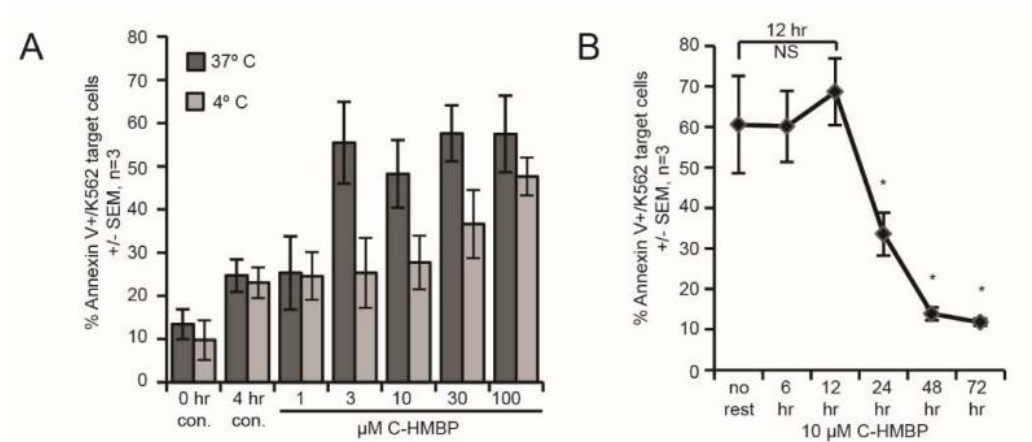 A
% Annexin V+/K562 target cells
+/- SEM, n=3
80
70
60
50
40
30
20
10
0
37º C
4º C
0 hr
con.
4 hr
con.
1
3
10
30
100
µM C-HMBP
B
% Annexin V+/K562 target cells
+/- SEM, n=3
80
70
60
50
40
30
20
10
0
12 hr
NS
*
*
*
no
rest
6
hr
12
hr
24
hr
48
hr
72
hr
10 µM C-HMBP